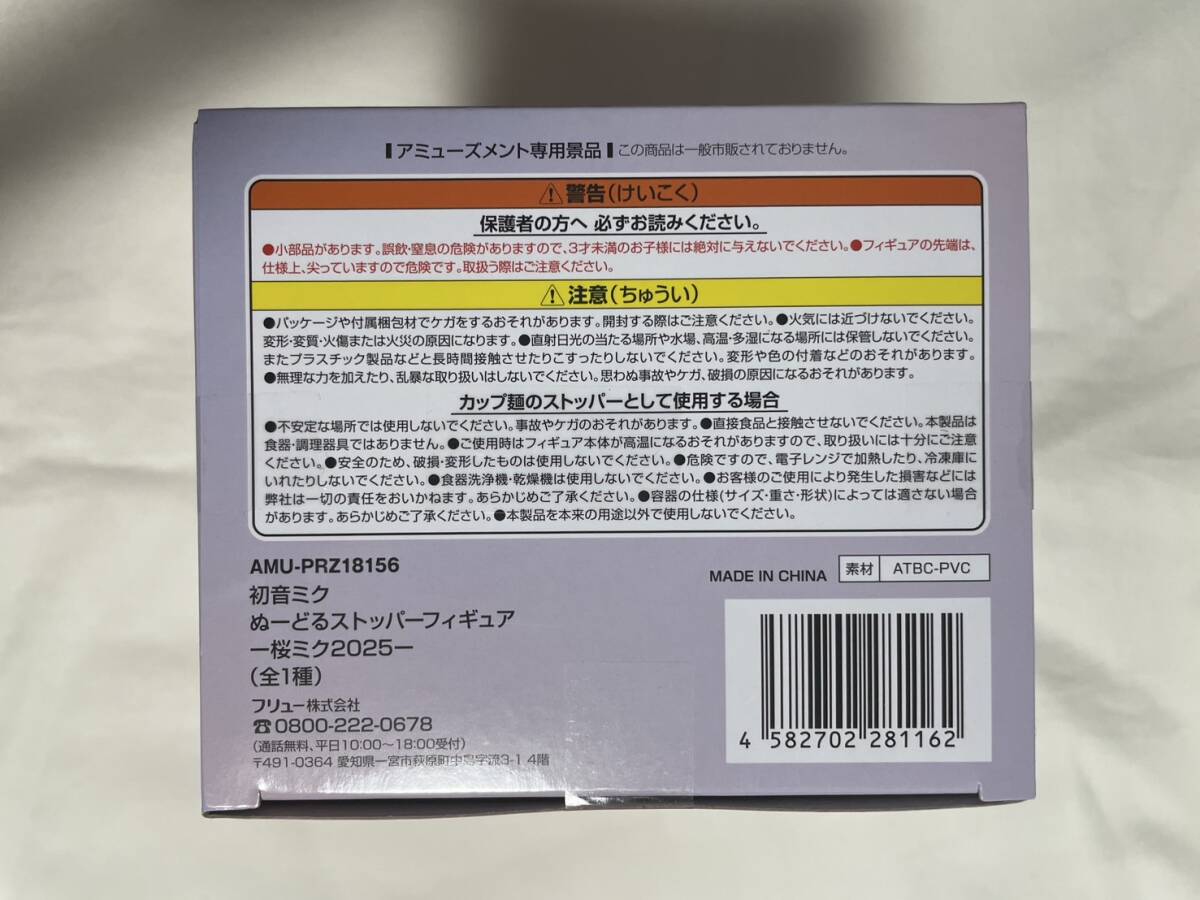 アミューズメント専用景品 この商品は一般市販されておりません。
警告(けいこく)
保護者の方へ 必ずお読みください。
●小部品があります。誤飲・窒息の危険がありますので、3才未満のお子様には絶対に与えないでください。●フィギュアの先端は、
仕様上、尖っていますので危険です。取扱う際はご注意ください。
注意(ちゅうい)
●パッケージや付属梱包材でケガをするおそれがあります。開封する際はご注意ください。●火気には近づけないでください。
変形・変質・火傷または火災の原因になります。●直射日光の当たる場所や水場、高温・多湿になる場所には保管しないでください。
またプラスチック製品などと長時間接触させたりこすったりしないでください。変形や色の付着などのおそれがあります。
●無理な力を加えたり、乱暴な取り扱いはしないでください。思わぬ事故やケガ、破損の原因になるおそれがあります。
カップ麺のストッパーとして使用する場合
●不安定な場所では使用しないでください。事故やケガのおそれがあります。●直接食品と接触させないでください。本製品は
食器・調理器具ではありません。●ご使用時はフィギュア本体が高温になるおそれがありますので、取り扱いには十分にご注意
ください。●安全のため、破損・変形したものは使用しないでください。●危険ですので、電子レンジで加熱したり、冷凍庫に
いれたりしないでください。●食器洗浄機・乾燥機は使用しないでください。●お客様のご使用により発生した損害などには
弊社は一切の責任をおいかねます。あらかじめご了承ください。●容器の仕様(サイズ・重さ・形状)によっては適さない場合
があります。あらかじめご了承ください。●本製品を本来の用途以外で使用しないでください。
AMU-PRZ18156
MADE IN CHINA 素材 ATBC-PVC
初音ミク
ぬーどるストッパーフィギュア
ー桜ミク2025ー
(全1種)
フリュー株式会社
☎0800-222-0678
(通話無料、平日10:00〜18:00受付)
〒491-0364 愛知県一宮市萩原町中島字流3-1 4階
4 582702 281162